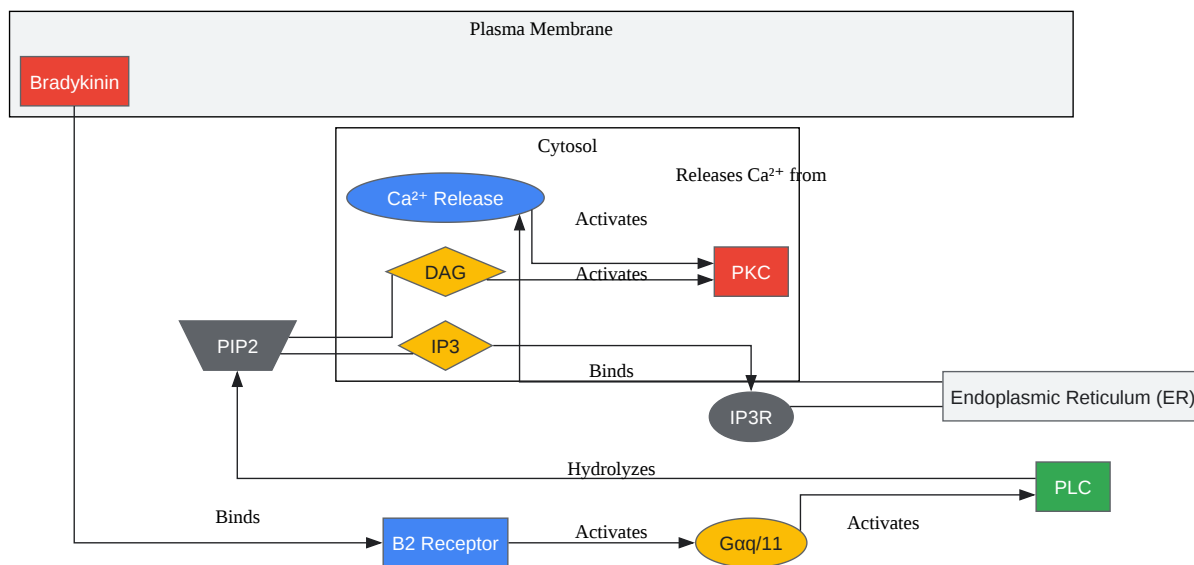 Plasma Membrane
Bradykinin
Cytosol
Releases Ca²⁺ from
Ca²⁺ Release
Activates
DAG
Activates
PKC
PIP2
IP3
Binds
Endoplasmic Reticulum (ER)
IP3R
Hydrolyzes
PLC
Binds
B2 Receptor
Activates
Gαq/11
Activates